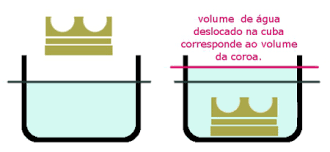 volume de água
deslocado na cuba
corresponde ao volume
da coroa.